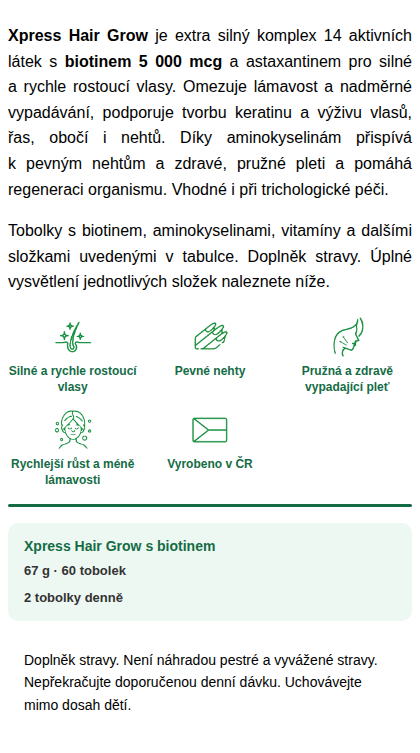 Xpress Hair Grow je extra silný komplex 14 aktivních
látek s biotinem 5 000 mcg a astaxantinem pro silné
a rychle rostoucí vlasy. Omezuje lámavost a nadměrné
vypadávání, podporuje tvorbu keratinu a výživu vlasů,
řas, obočí i nehtů. Díky aminokyselinám přispívá
k pevným nehtům a zdravé, pružné pleti a pomáhá
regeneraci organismu. Vhodné i při trichologické péči.
Tobolky s biotinem, aminokyselinami, vitamíny a dalšími
složkami uvedenými v tabulce. Doplněk stravy. Úplné
vysvětlení jednotlivých složek naleznete níže.
Silné a rychle rostoucí
vlasy
Pevné nehty
Pružná a zdravě
vypadající pleť
Rychlejší růst a méně
lámavosti
Vyrobeno v ČR
Xpress Hair Grow s biotinem
67 g · 60 tobolek
2 tobolky denně
Doplněk stravy. Není náhradou pestré a vyvážené stravy.
Nepřekračujte doporučenou denní dávku. Uchovávejte
mimo dosah dětí.